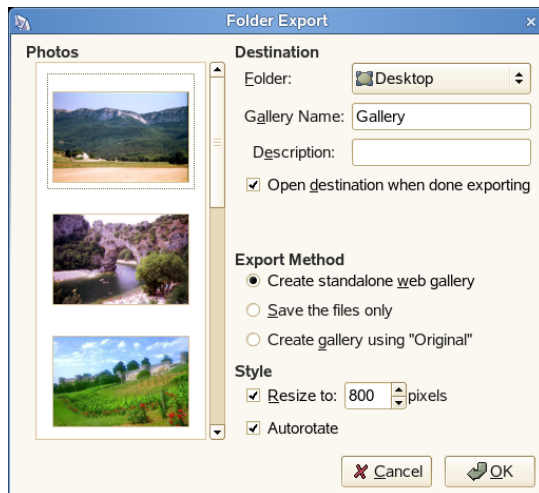 Folder Export
Photos
Destination
Folder:
Desktop
Gallery Name:
Gallery
Description:
Open destination when done exporting
Export Method
Create standalone web gallery
Save the files only
Create gallery using "Original"
Style
Resize to:
800
pixels
Autorotate
Cancel
OK